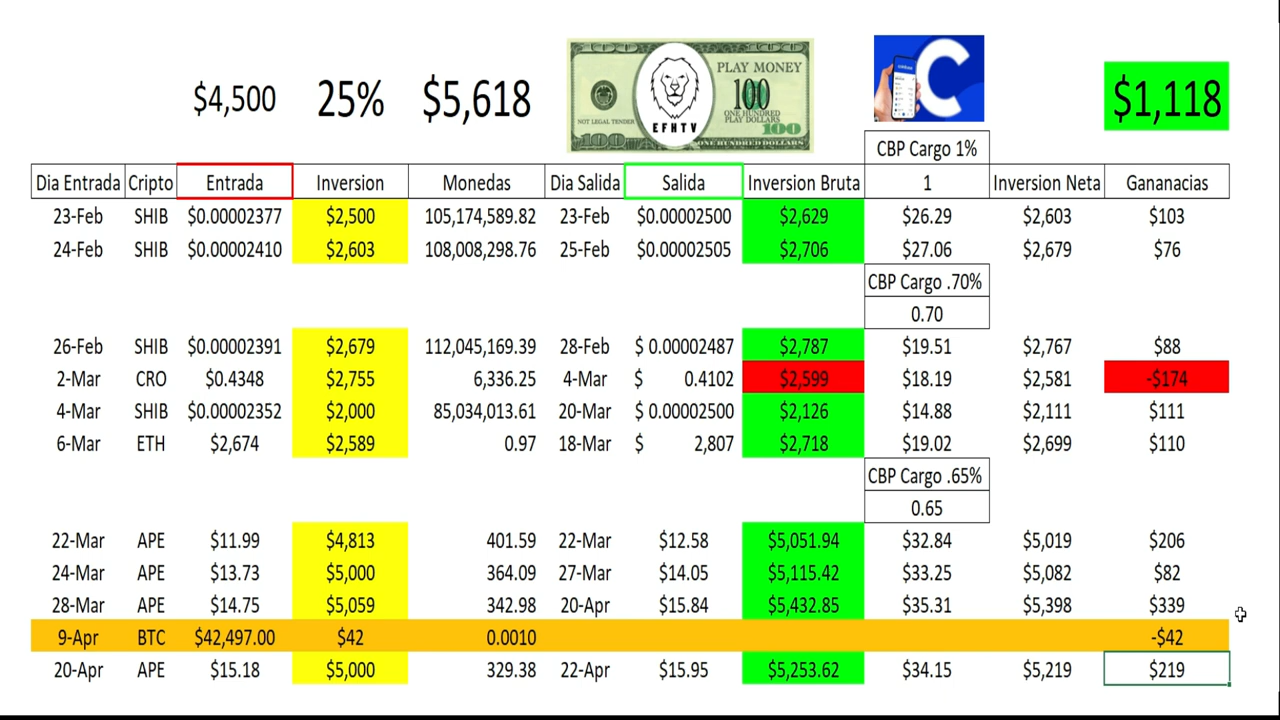 $4,500 25% $5,618 $1,118
100 100
PLAY MONEY
100
ONE HUNDRED
PLAY DOLLARS
NOT LEGAL TENDER
EFHTV
100 100
ONE HUNDRED DOLLARS
C
CBP Cargo 1%
Dia Entrada Cripto Entrada Inversion Monedas Dia Salida Salida Inversion Bruta 1 Inversion Neta Gananacias
23-Feb SHIB $0.00002377 $2,500 105,174,589.82 23-Feb $0.00002500 $2,629 $26.29 $2,603 $103
24-Feb SHIB $0.00002410 $2,603 108,008,298.76 25-Feb $0.00002505 $2,706 $27.06 $2,679 $76
CBP Cargo .70%
0.70
26-Feb SHIB $0.00002391 $2,679 112,045,169.39 28-Feb $ 0.00002487 $2,787 $19.51 $2,767 $88
2-Mar CRO $0.4348 $2,755 6,336.25 4-Mar $ 0.4102 $2,599 $18.19 $2,581 -$174
4-Mar SHIB $0.00002352 $2,000 85,034,013.61 20-Mar $ 0.00002500 $2,126 $14.88 $2,111 $111
6-Mar ETH $2,674 $2,589 0.97 18-Mar $ 2,807 $2,718 $19.02 $2,699 $110
CBP Cargo .65%
0.65
22-Mar APE $11.99 $4,813 401.59 22-Mar $12.58 $5,051.94 $32.84 $5,019 $206
24-Mar APE $13.73 $5,000 364.09 27-Mar $14.05 $5,115.42 $33.25 $5,082 $82
28-Mar APE $14.75 $5,059 342.98 20-Apr $15.84 $5,432.85 $35.31 $5,398 $339
9-Apr BTC $42,497.00 $42 0.0010 -$42
20-Apr APE $15.18 $5,000 329.38 22-Apr $15.95 $5,253.62 $34.15 $5,219 $219